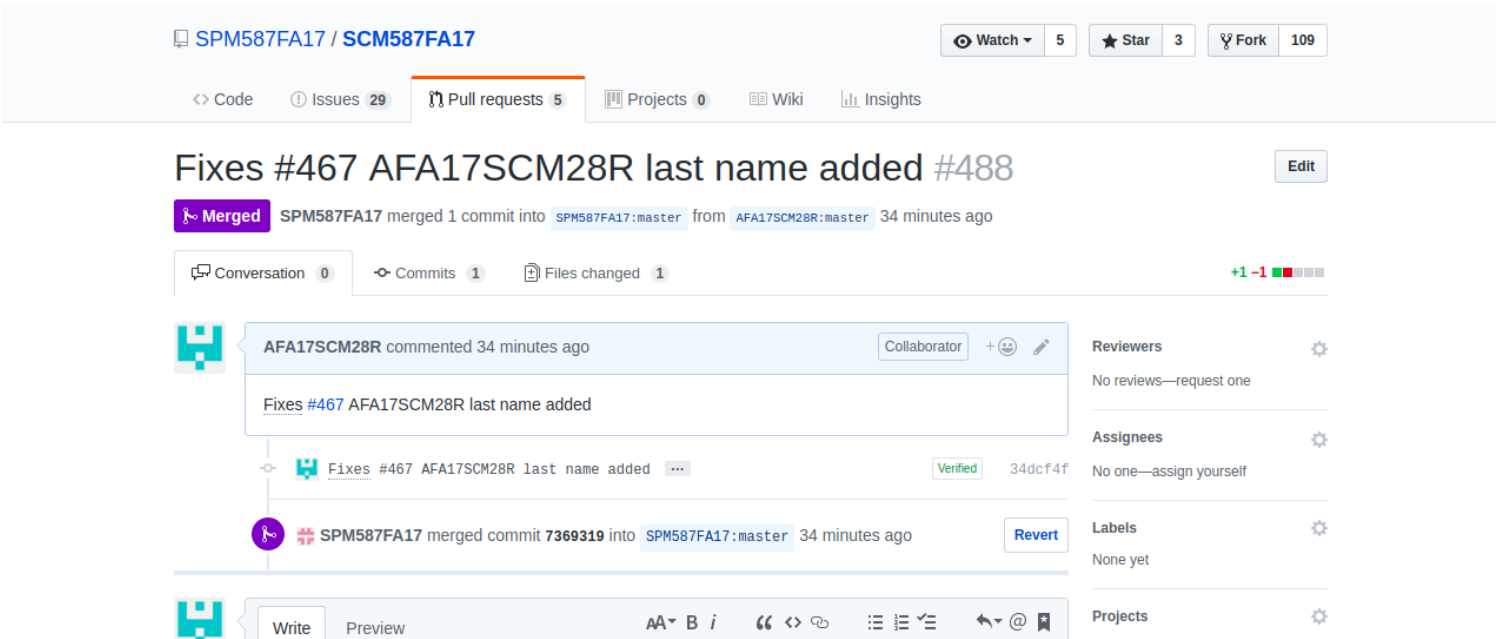 SPM587FA17 / SCM587FA17
Watch 5 Star 3 Fork 109
Code Issues 29 Pull requests 5 Projects 0 Wiki Insights
Fixes #467 AFA17SCM28R last name added #488
Edit
Merged SPM587FA17 merged 1 commit into SPM587FA17:master from AFA17SCM28R:master 34 minutes ago
Conversation 0 Commits 1 Files changed 1 +1 −1
AFA17SCM28R commented 34 minutes ago Collaborator +
Fixes #467 AFA17SCM28R last name added
Fixes #467 AFA17SCM28R last name added ... Verified 34dcf4f
SPM587FA17 merged commit 7369319 into SPM587FA17:master 34 minutes ago Revert
Write Preview AA B i “ <> @
Reviewers
No reviews—request one
Assignees
No one—assign yourself
Labels
None yet
Projects